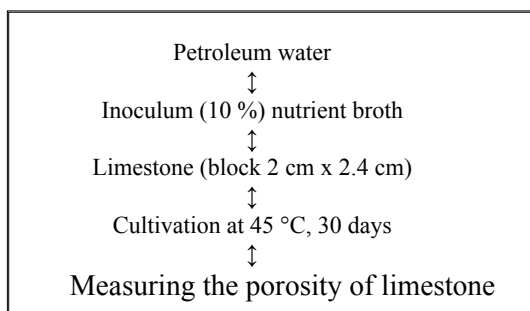 Petroleum water
↕
Inoculum (10 %) nutrient broth
↕
Limestone (block 2 cm x 2.4 cm)
↕
Cultivation at 45 °C, 30 days
↕
Measuring the porosity of limestone